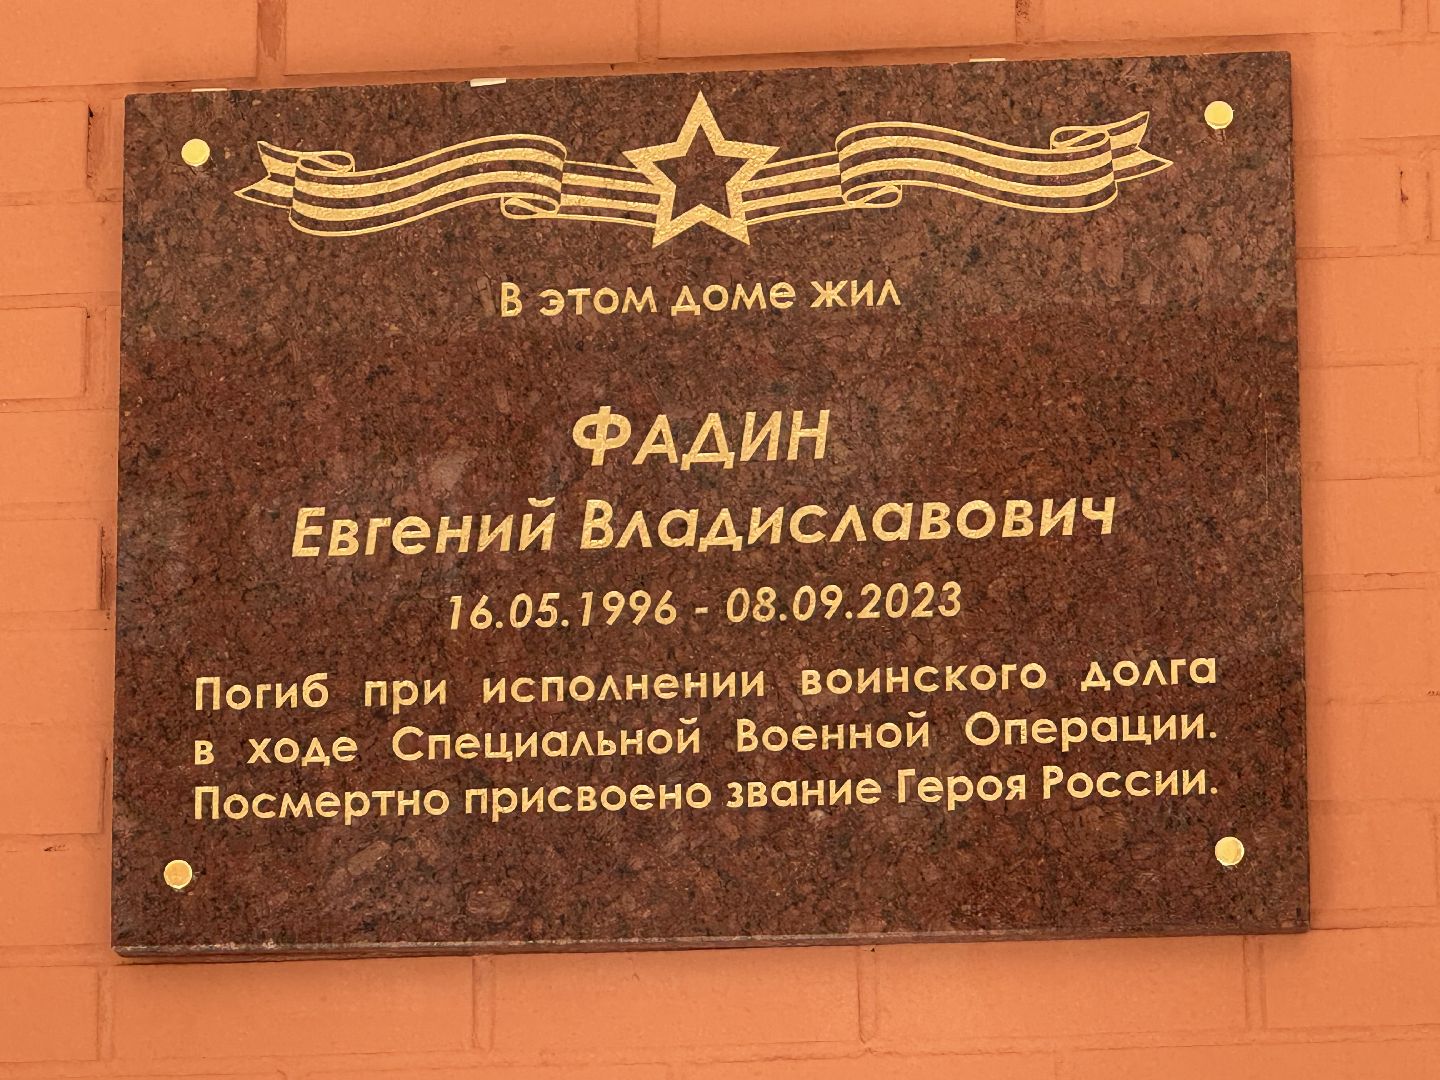 В этом доме жил
ФАДИН
Евгений Владиславович
16.05.1996 - 08.09.2023
Погиб при исполнении воинского долга
в ходе Специальной Военной Операции.
Посмертно присвоено звание Героя России.